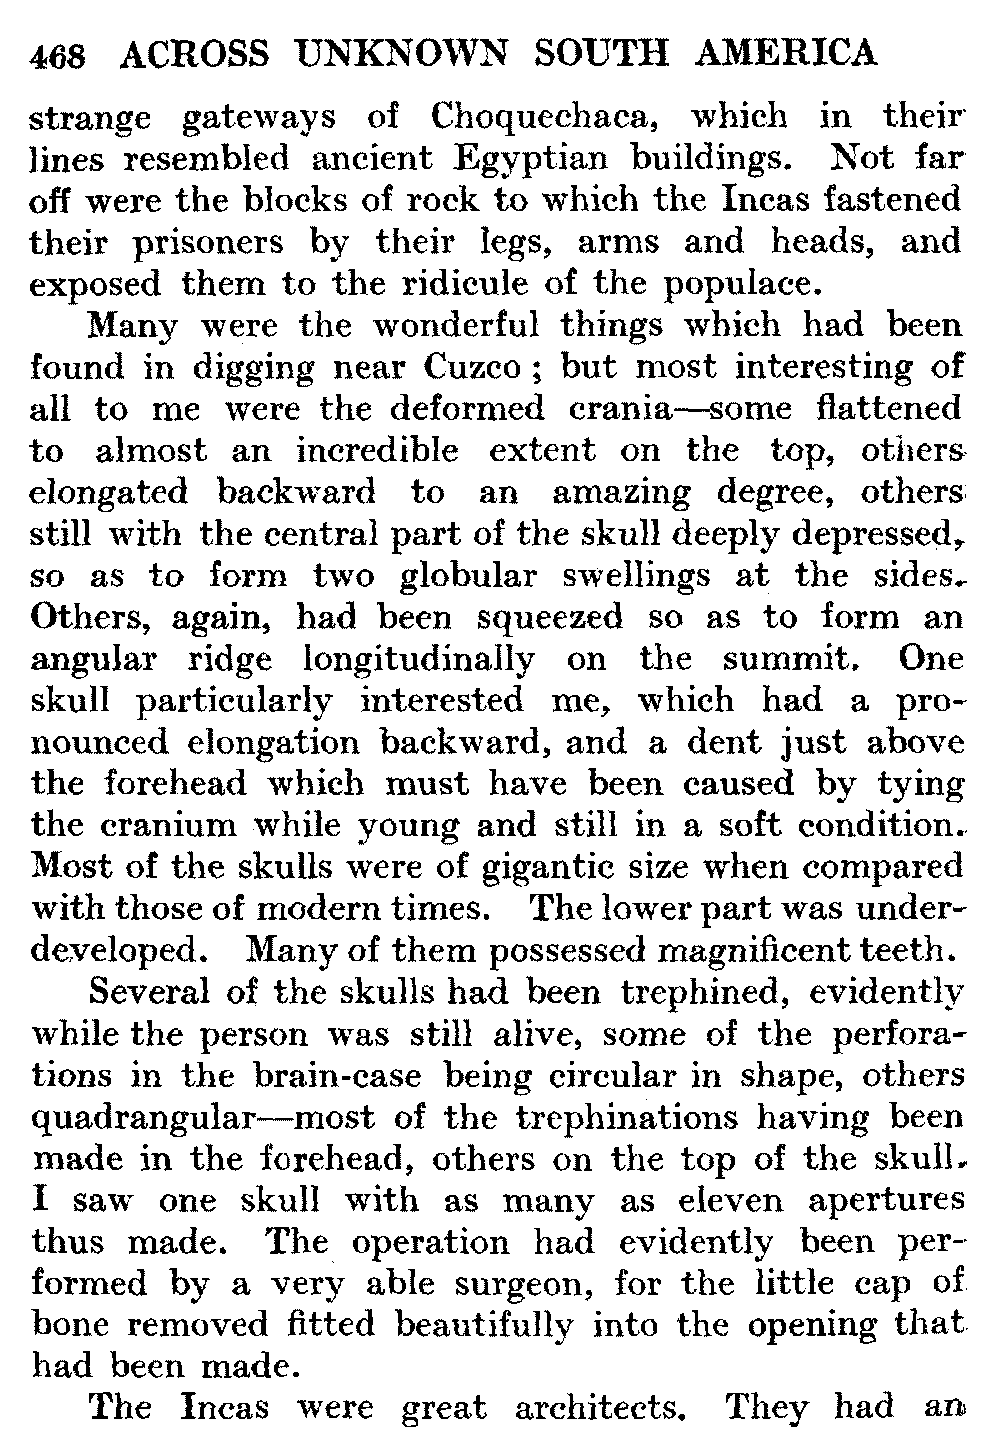 468 ACROSS UNKNOWN SOUTH AMERICA
strange gateways of Choquechaca, which in their
lines resembled ancient Egyptian buildings. Not far
off were the blocks of rock to which the Incas fastened
their prisoners by their legs, arms and heads, and
exposed them to the ridicule of the populace.
Many were the wonderful things which had been
found in digging near Cuzco ; but most interesting of
all to me were the deformed crania—some flattened
to almost an incredible extent on the top, others
elongated backward to an amazing degree, others
still with the central part of the skull deeply depressed,
so as to form two globular swellings at the sides.
Others, again, had been squeezed so as to form an
angular ridge longitudinally on the summit. One
skull particularly interested me, which had a pro-
nounced elongation backward, and a dent just above
the forehead which must have been caused by tying
the cranium while young and still in a soft condition.
Most of the skulls were of gigantic size when compared
with those of modern times. The lower part was under-
developed. Many of them possessed magnificent teeth.
Several of the skulls had been trephined, evidently
while the person was still alive, some of the perfora-
tions in the brain-case being circular in shape, others
quadrangular—most of the trephinations having been
made in the forehead, others on the top of the skull.
I saw one skull with as many as eleven apertures
thus made. The operation had evidently been per-
formed by a very able surgeon, for the little cap of
bone removed fitted beautifully into the opening that
had been made.
The Incas were great architects. They had an